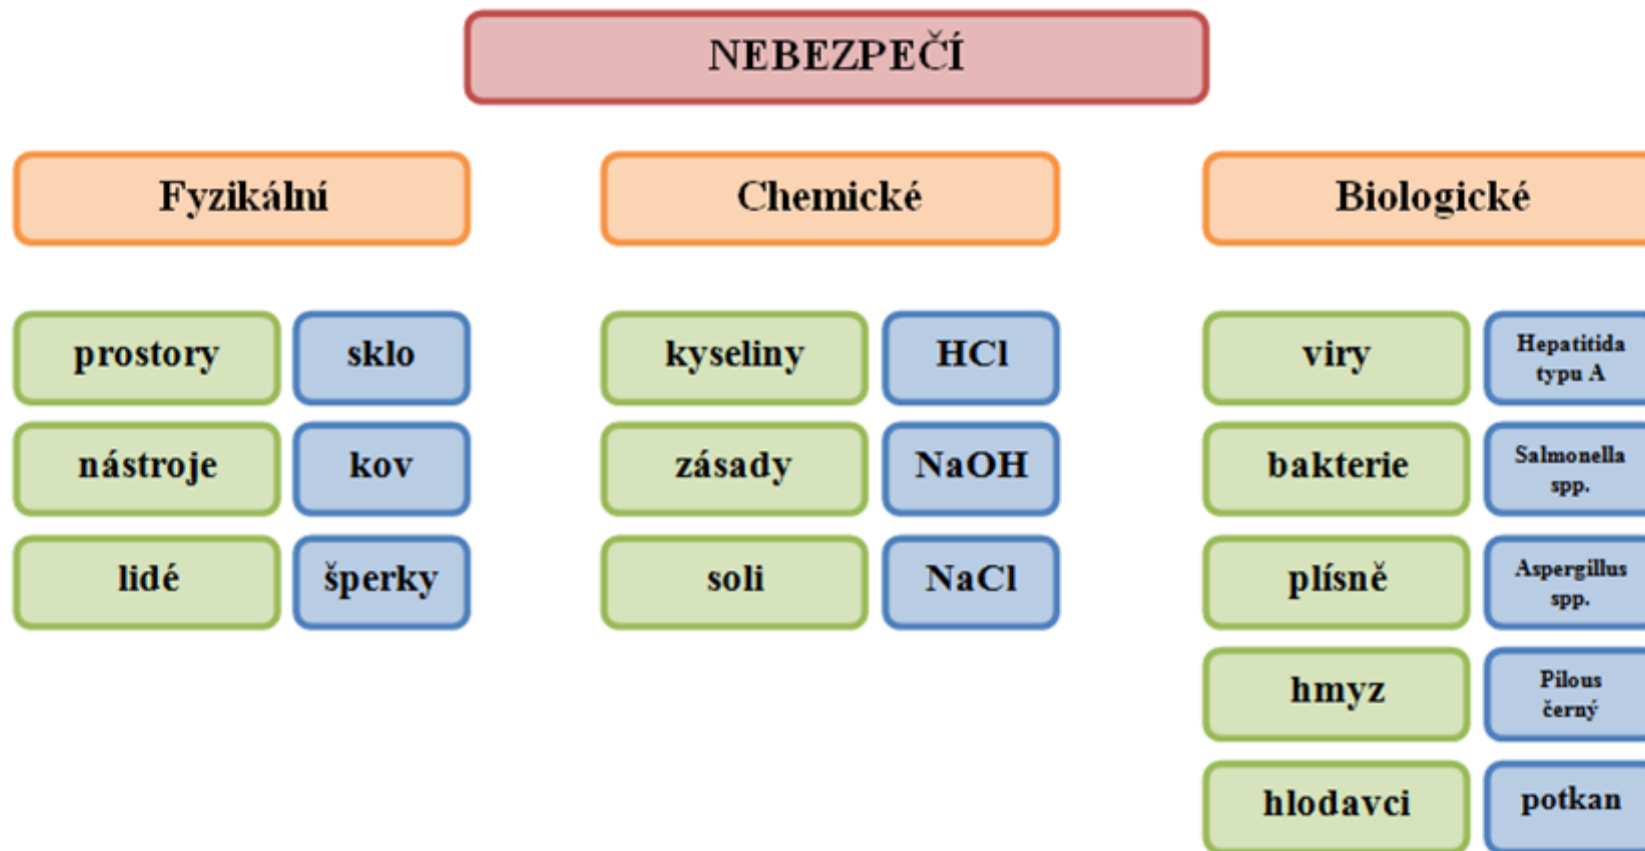 NEBEZPEČÍ
Fyzikální
Chemické
Biologické
prostory
sklo
nástroje
kov
lidé
šperky
kyseliny
HCl
zásady
NaOH
soli
NaCl
viry
Hepatitida
typu A
bakterie
Salmonella
spp.
plísně
Aspergillus
spp.
hmyz
Pilous
černý
hlodavci
potkan